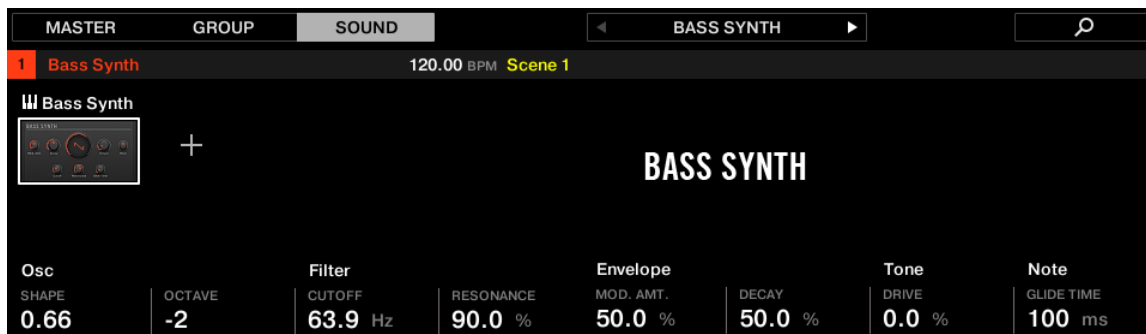 MASTER GROUP SOUND BASS SYNTH
1 Bass Synth 120.00 BPM Scene 1
Bass Synth
BASS SYNTH
BASS SYNTH
Osc Filter Envelope Tone Note
SHAPE OCTAVE CUTOFF RESONANCE MOD. AMT. DECAY DRIVE GLIDE TIME
0.66 -2 63.9 Hz 90.0 % 50.0 % 50.0 % 0.0 % 100 ms